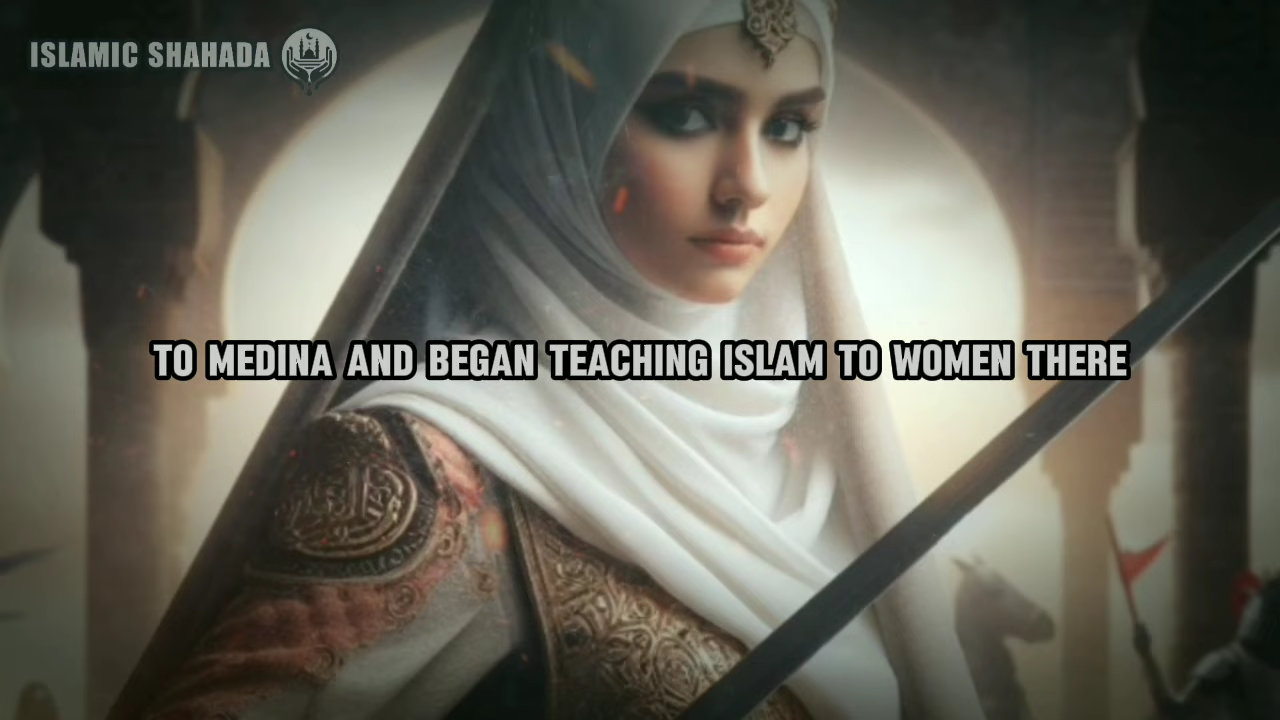 ISLAMIC SHAHADA
TO MEDINA AND BEGAN TEACHING ISLAM TO WOMEN THERE